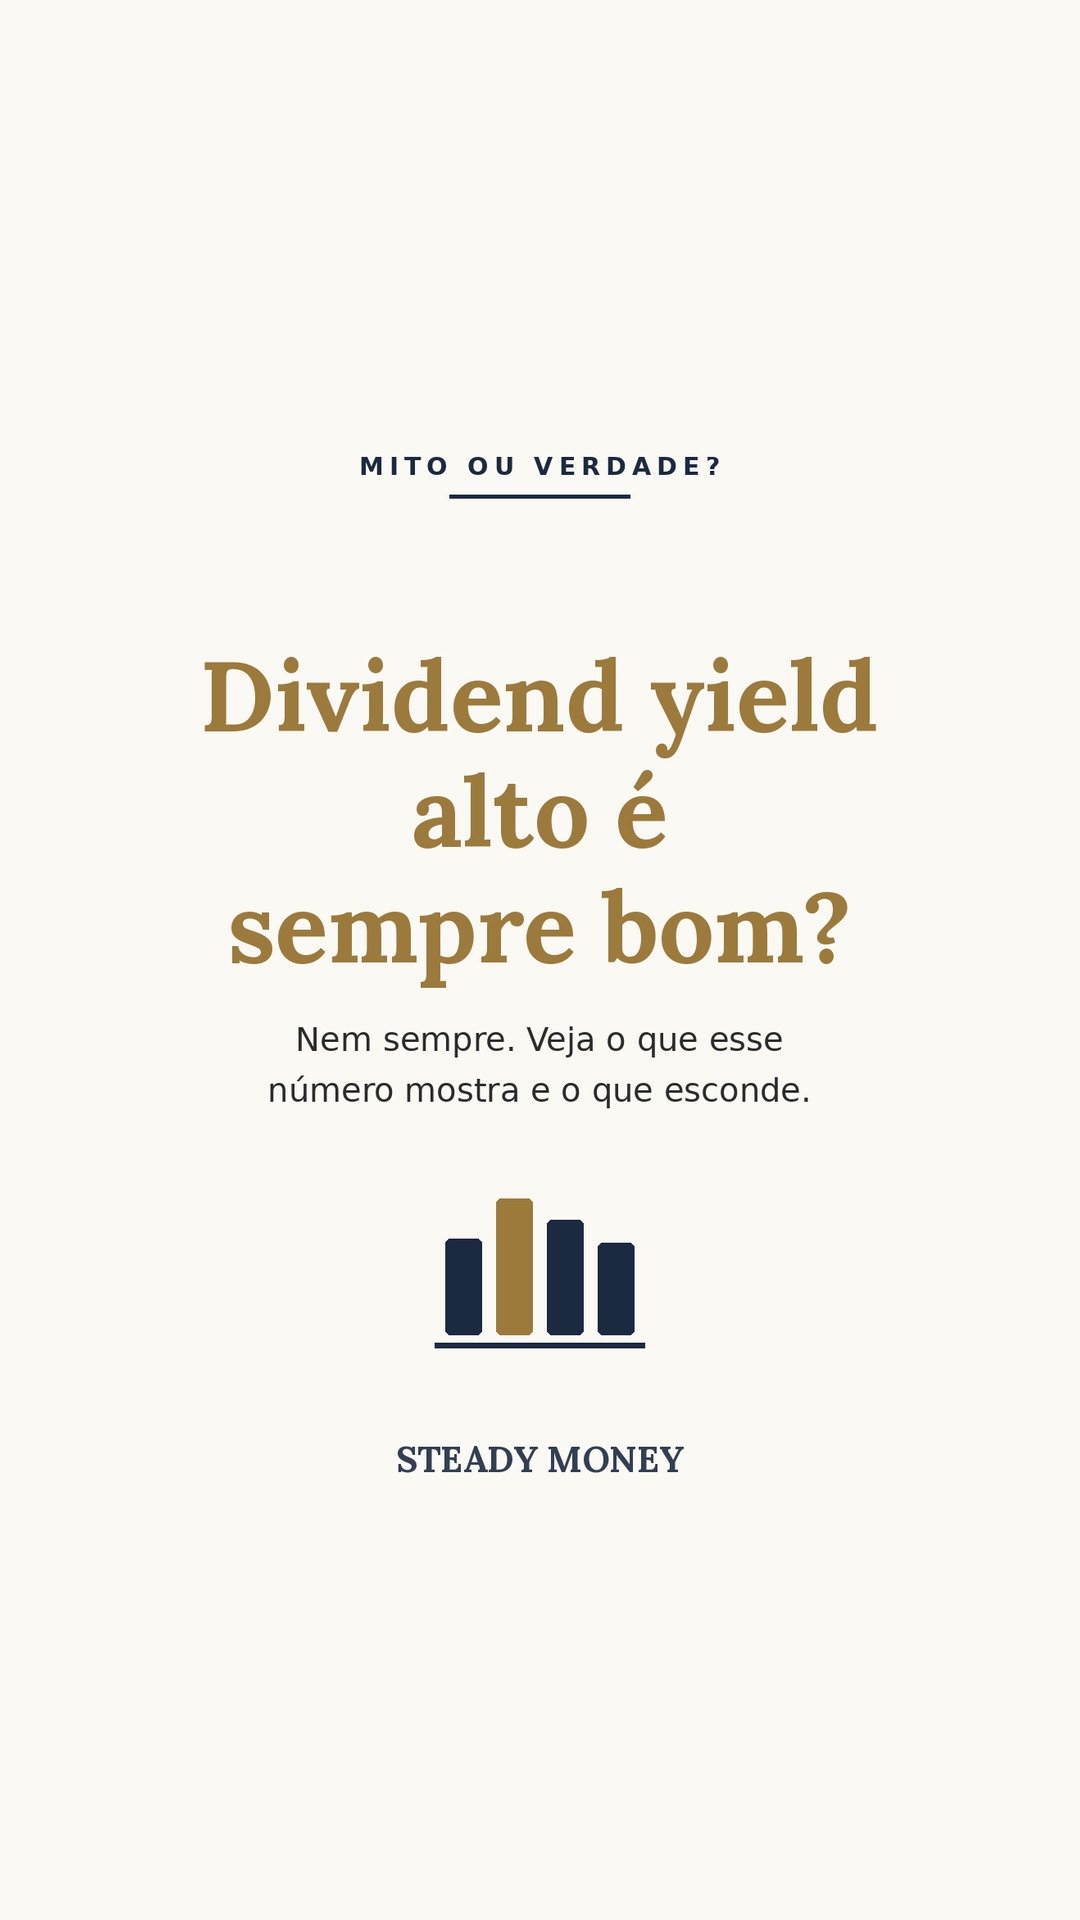 MITO OU VERDADE?
Dividend yield
alto é
sempre bom?
Nem sempre. Veja o que esse
número mostra e o que esconde.
STEADY MONEY